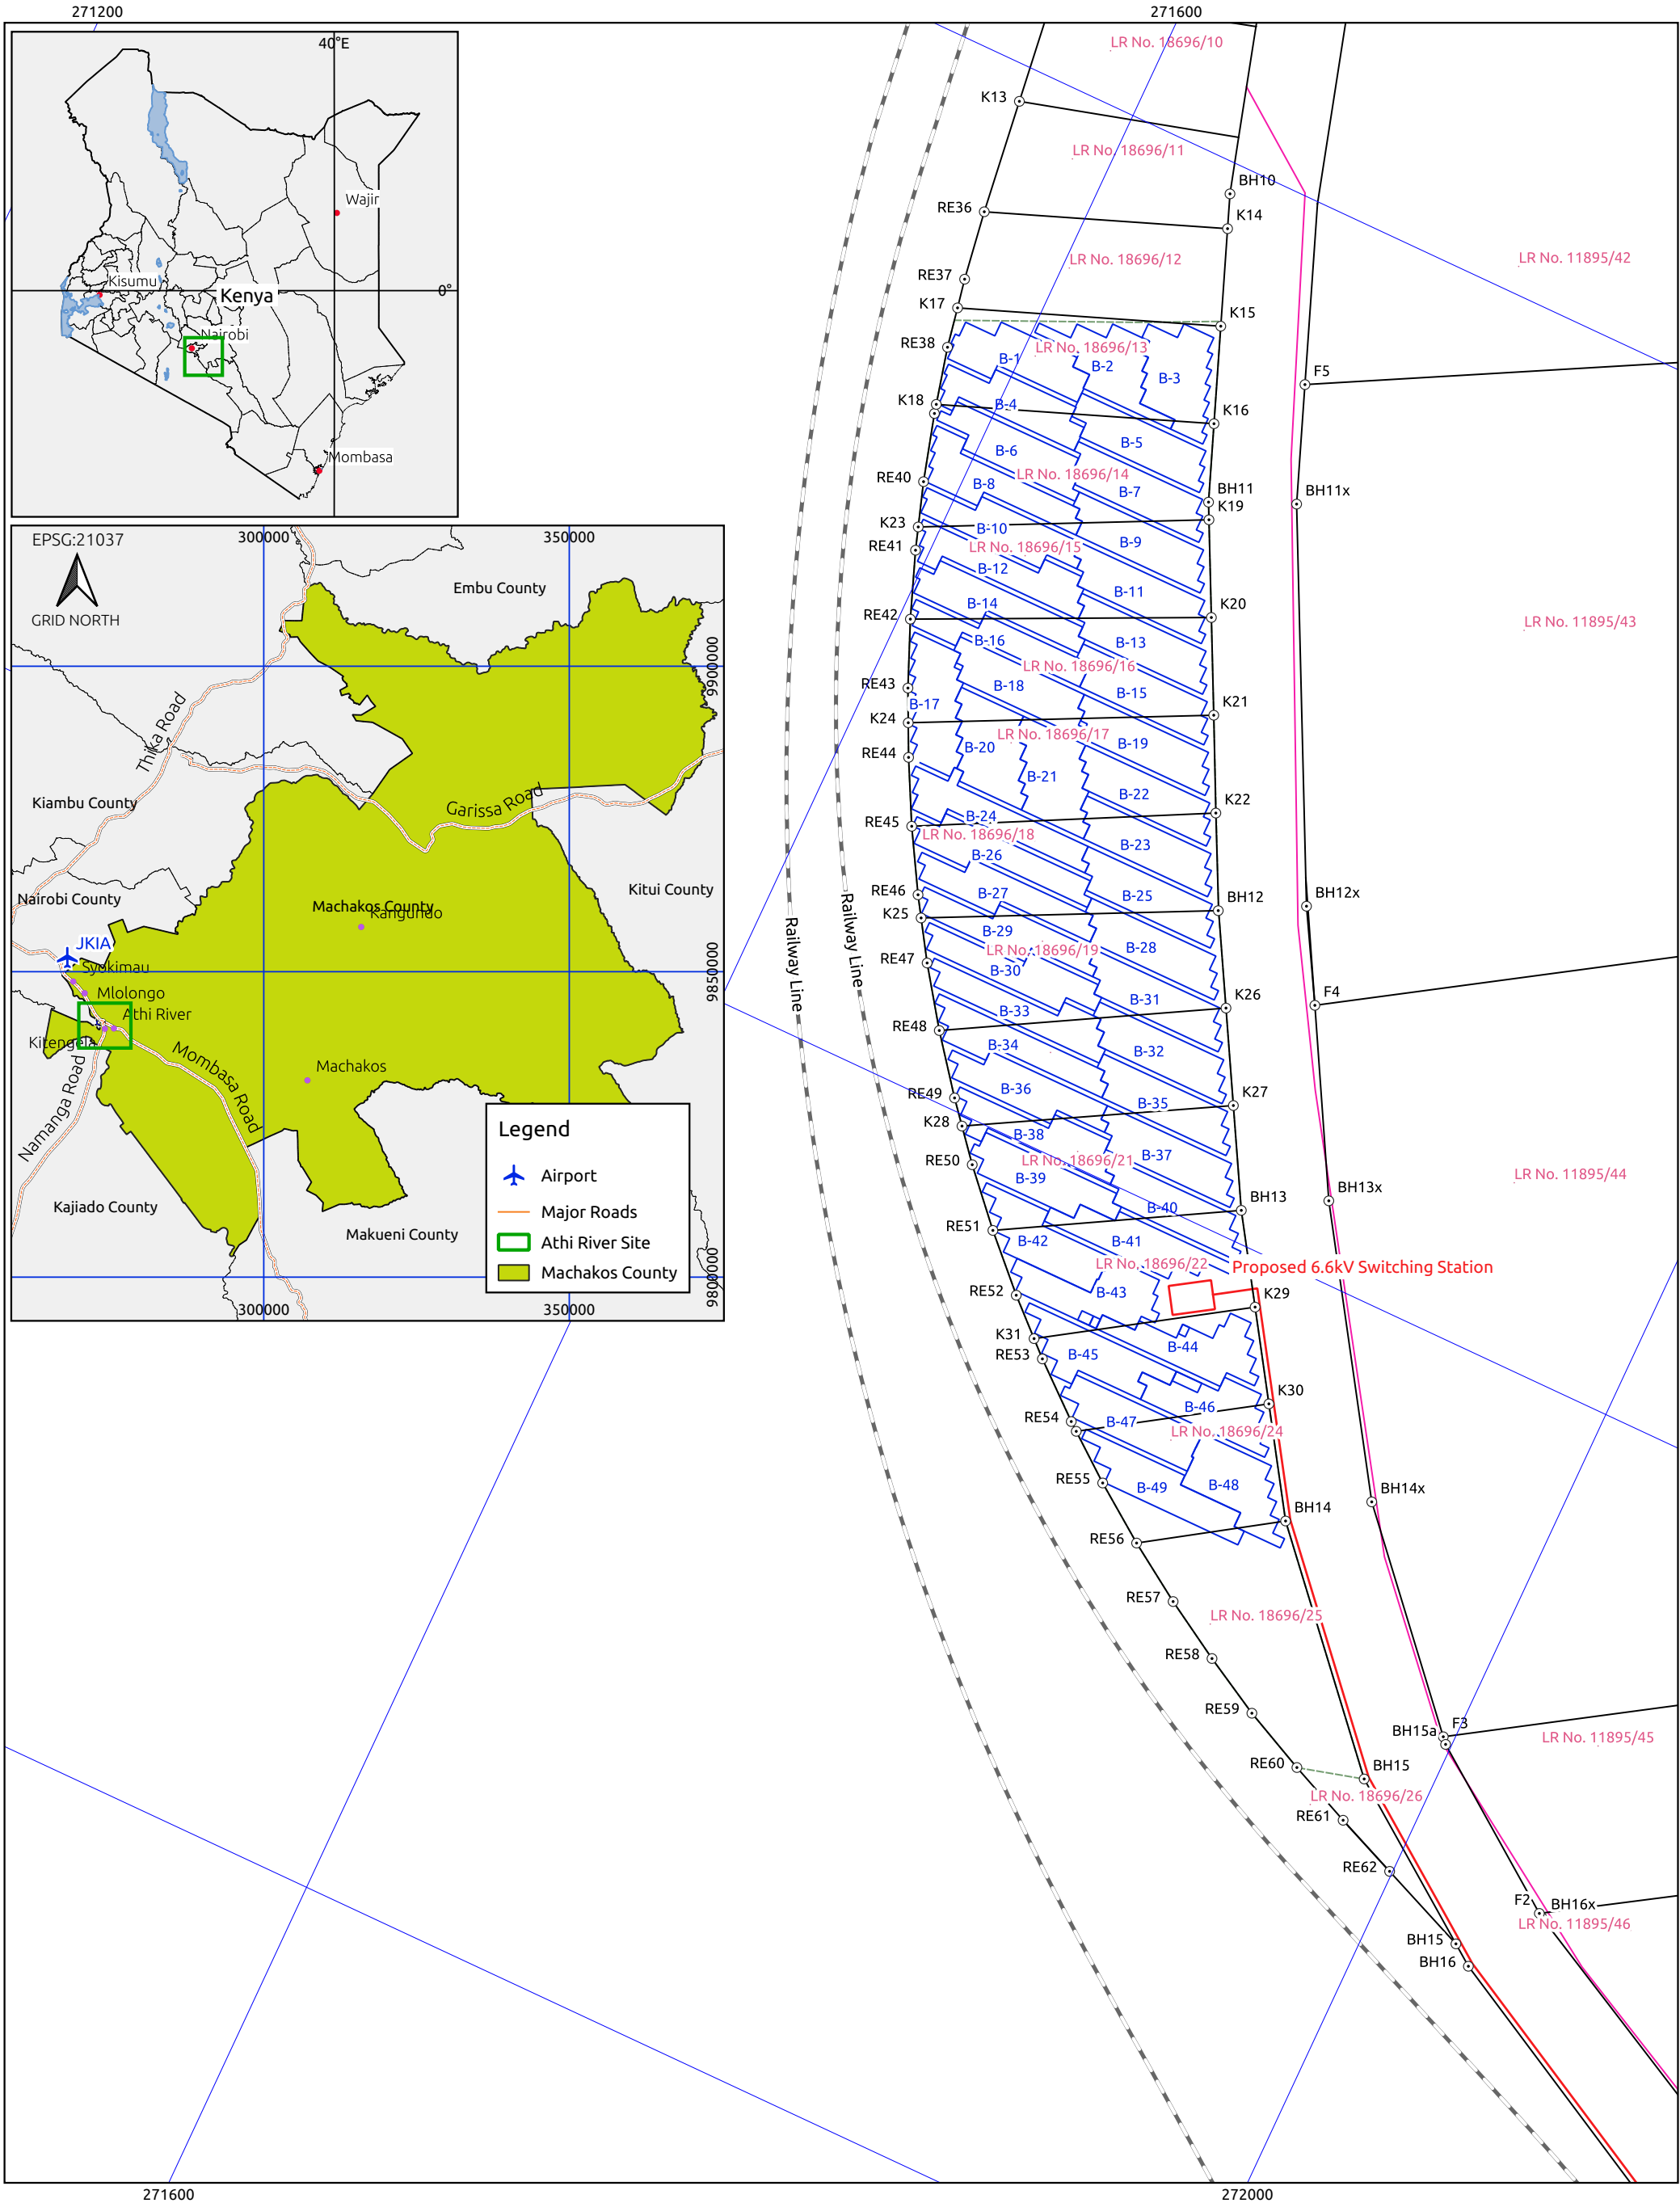 271200
271600
40°E
Wajir
Kisumu
Kenya
0°
Nairobi
Mombasa
EPSG:21037
GRID NORTH
300000
350000
Embu County
9900000
Thika Road
Kiambu County
Garissa Road
Nairobi County
Machakos County
Kangundo
Kitui County
JKIA
Syokimau
9850000
Mlolongo
Athi River
Kitengela
Mombasa Road
Namanga Road
Machakos
Kajiado County
Makueni County
9800000
300000
350000
Legend
Airport
Major Roads
Athi River Site
Machakos County
LR No. 18696/10
K13
LR No. 18696/11
BH10
RE36
K14
LR No. 18696/12
LR No. 11895/42
RE37
K17
K15
RE38
LR No. 18696/13
B-1
B-2
B-3
F5
K18
B-4
K16
B-5
B-6
LR No. 18696/14
RE40
B-8
B-7
BH11
BH11x
K19
K23
B-10
RE41
LR No. 18696/15
B-9
B-12
B-11
RE42
B-14
K20
LR No. 11895/43
B-16
B-13
LR No. 18696/16
RE43
B-18
B-15
B-17
K24
K21
LR No. 18696/17
RE44
B-20
B-19
B-21
B-22
K22
RE45
B-24
LR No. 18696/18
B-23
B-26
RE46
B-27
B-25
BH12
BH12x
K25
Railway Line
Railway Line
B-29
B-28
LR No. 18696/19
RE47
B-30
B-31
K26
F4
B-33
RE48
B-34
B-32
RE49
B-36
B-35
K27
K28
B-38
B-37
RE50
LR No. 18696/21
B-39
LR No. 11895/44
B-40
BH13
BH13x
RE51
B-42
B-41
LR No. 18696/22
Proposed 6.6kV Switching Station
RE52
B-43
K29
K31
RE53
B-45
B-44
K30
RE54
B-47
B-46
LR No. 18696/24
RE55
B-49
B-48
BH14x
BH14
RE56
RE57
LR No. 18696/25
RE58
RE59
F3
BH15a
LR No. 11895/45
RE60
BH15
LR No. 18696/26
RE61
RE62
F2
BH16x
LR No. 11895/46
BH15
BH16
271600
272000